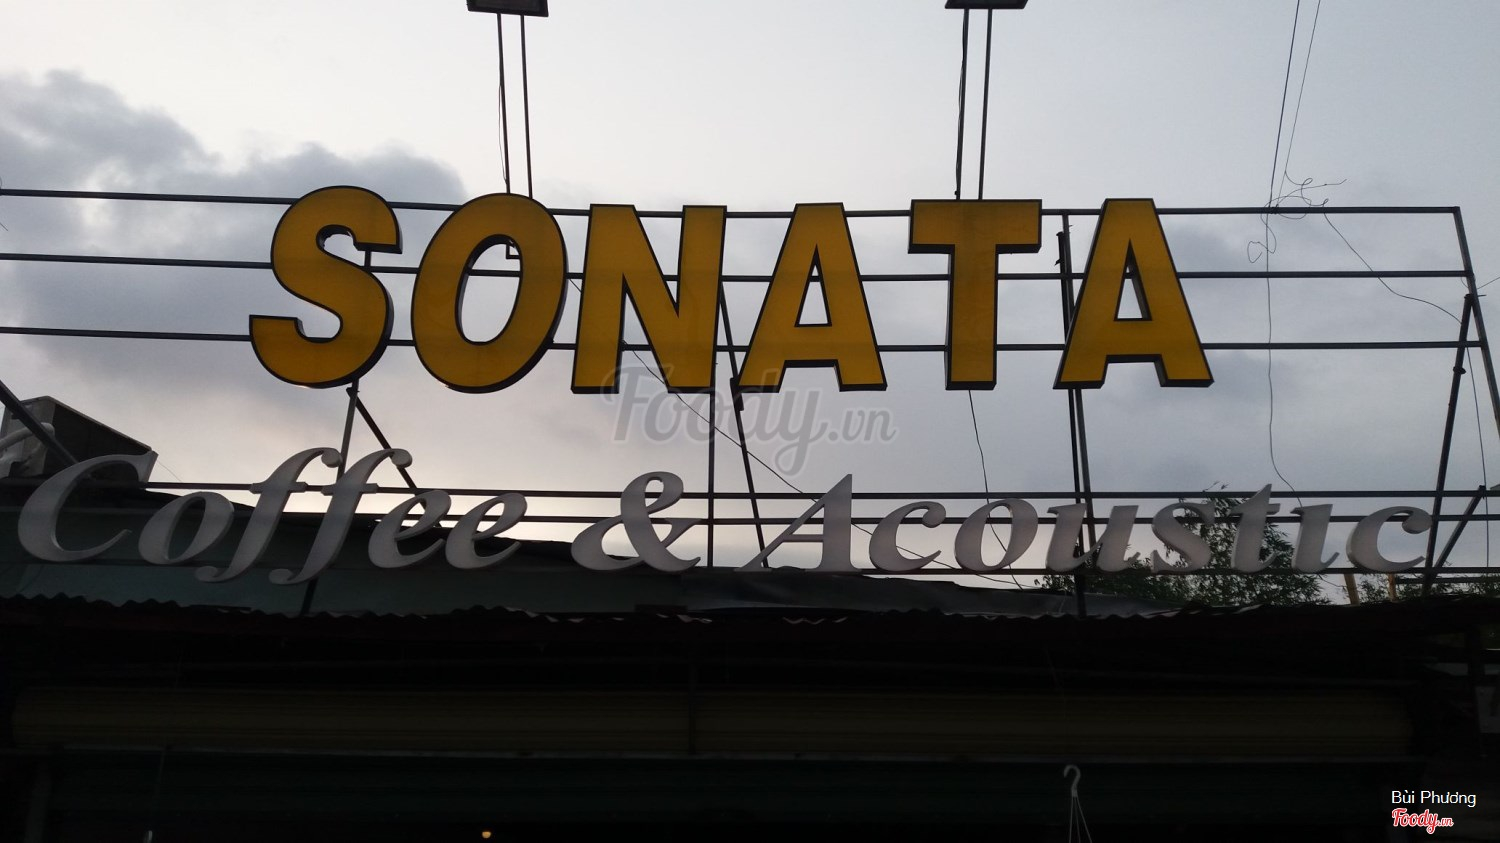 SONATA
Coffee & Acoustic
Foody.vn
Bùi Phương
Foody.vn